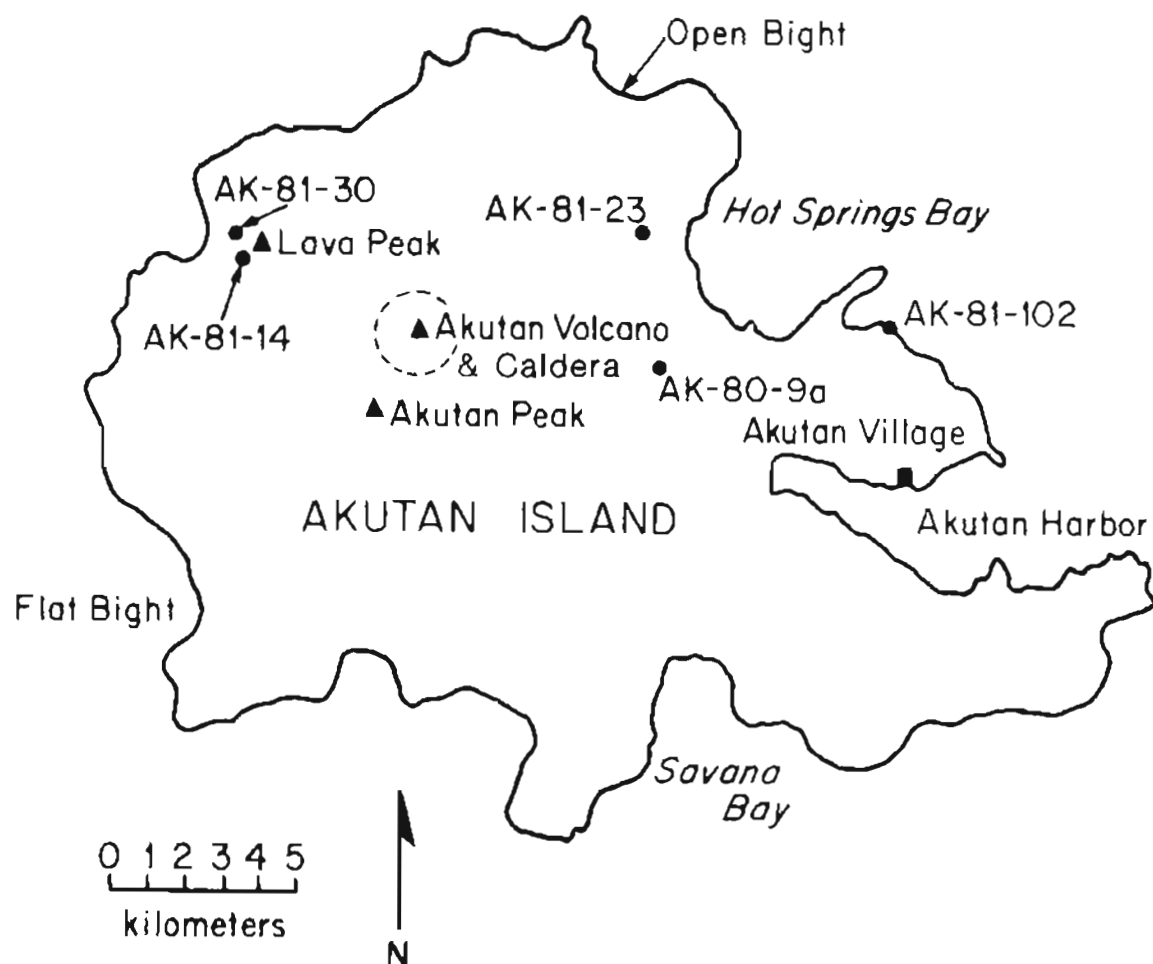 Open Bight
AK-81-30
AK-81-23
Hot Springs Bay
Lava Peak
AK-81-14
Akutan Volcano
& Caldera
AK-81-102
AK-80-9a
Akutan Peak
Akutan Village
AKUTAN ISLAND
Akutan Harbor
Flat Bight
Savana
Bay
0 1 2 3 4 5
kilometers
N